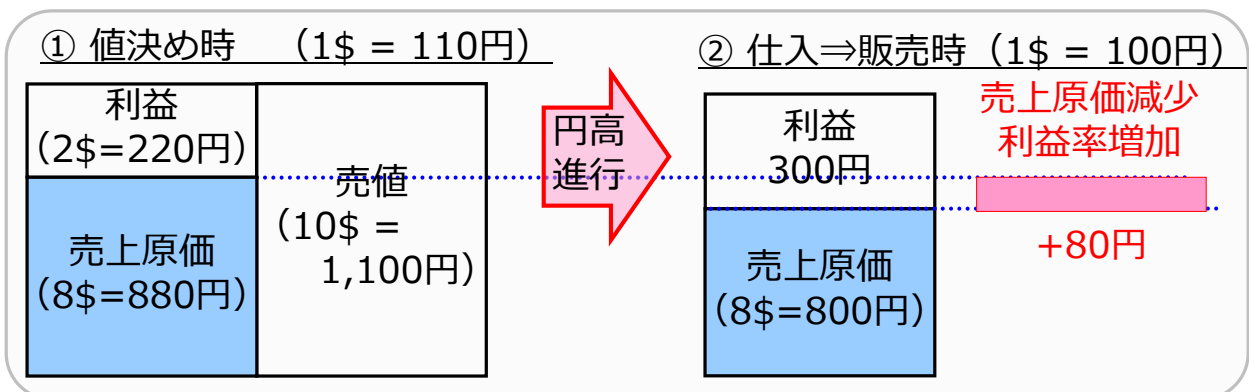 ① 値決め時 （1$ = 110円）
利益
（2$=220円）
売上原価
（8$=880円）
売値
（10$ =
1,100円）
円高
進行
② 仕入⇒販売時（1$ = 100円）
利益
300円
売上原価
（8$=800円）
売上原価減少
利益率増加
+80円